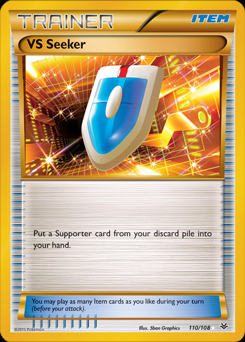 TRAINER ITEM
VS Seeker
Put a Supporter card from your discard pile into
your hand.
You may play as many Item cards as you like during your turn
(before your attack).
©2015 Pokémon Illus. 5ban Graphics 110/108